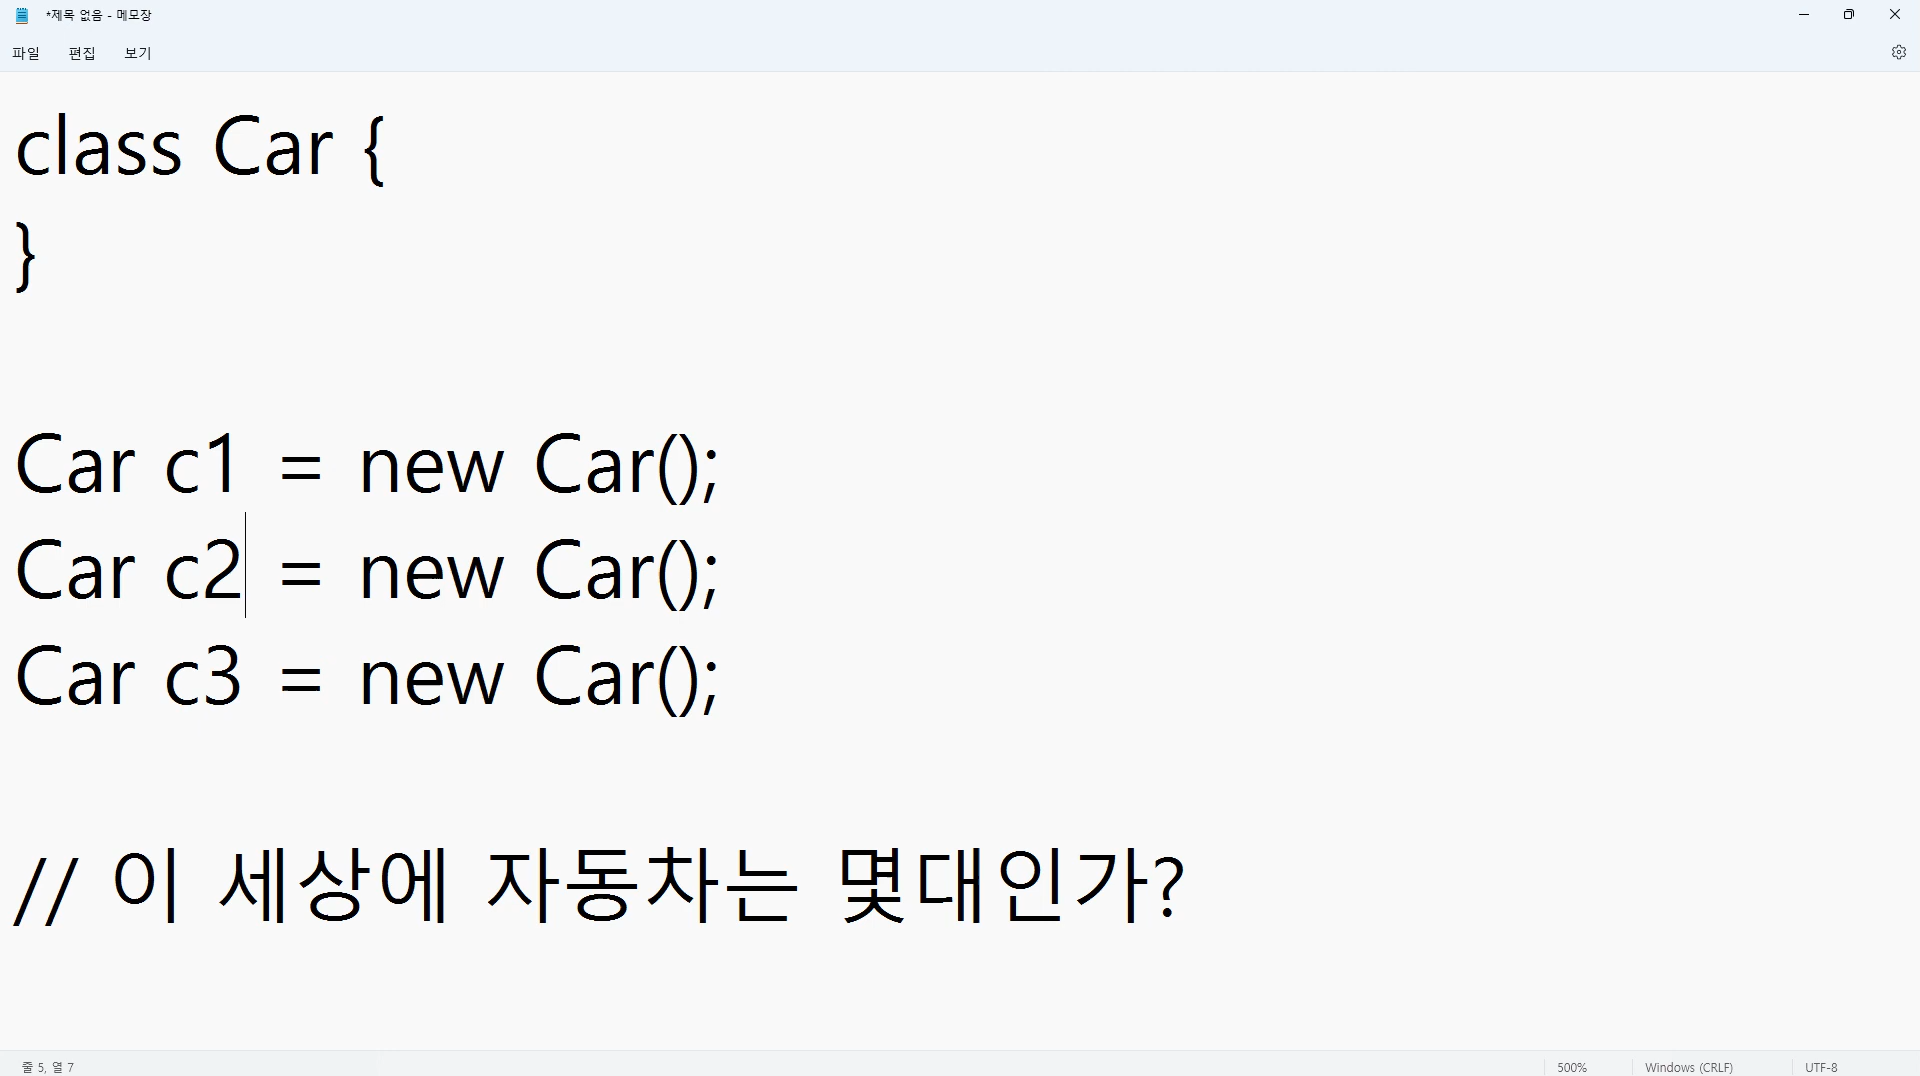 *제목 없음 - 메모장
파일 편집 보기
class Car {
}
Car c1 = new Car();
Car c2 = new Car();
Car c3 = new Car();
// 이 세상에 자동차는 몇대인가?
줄 5, 열 7 500% Windows (CRLF) UTF-8